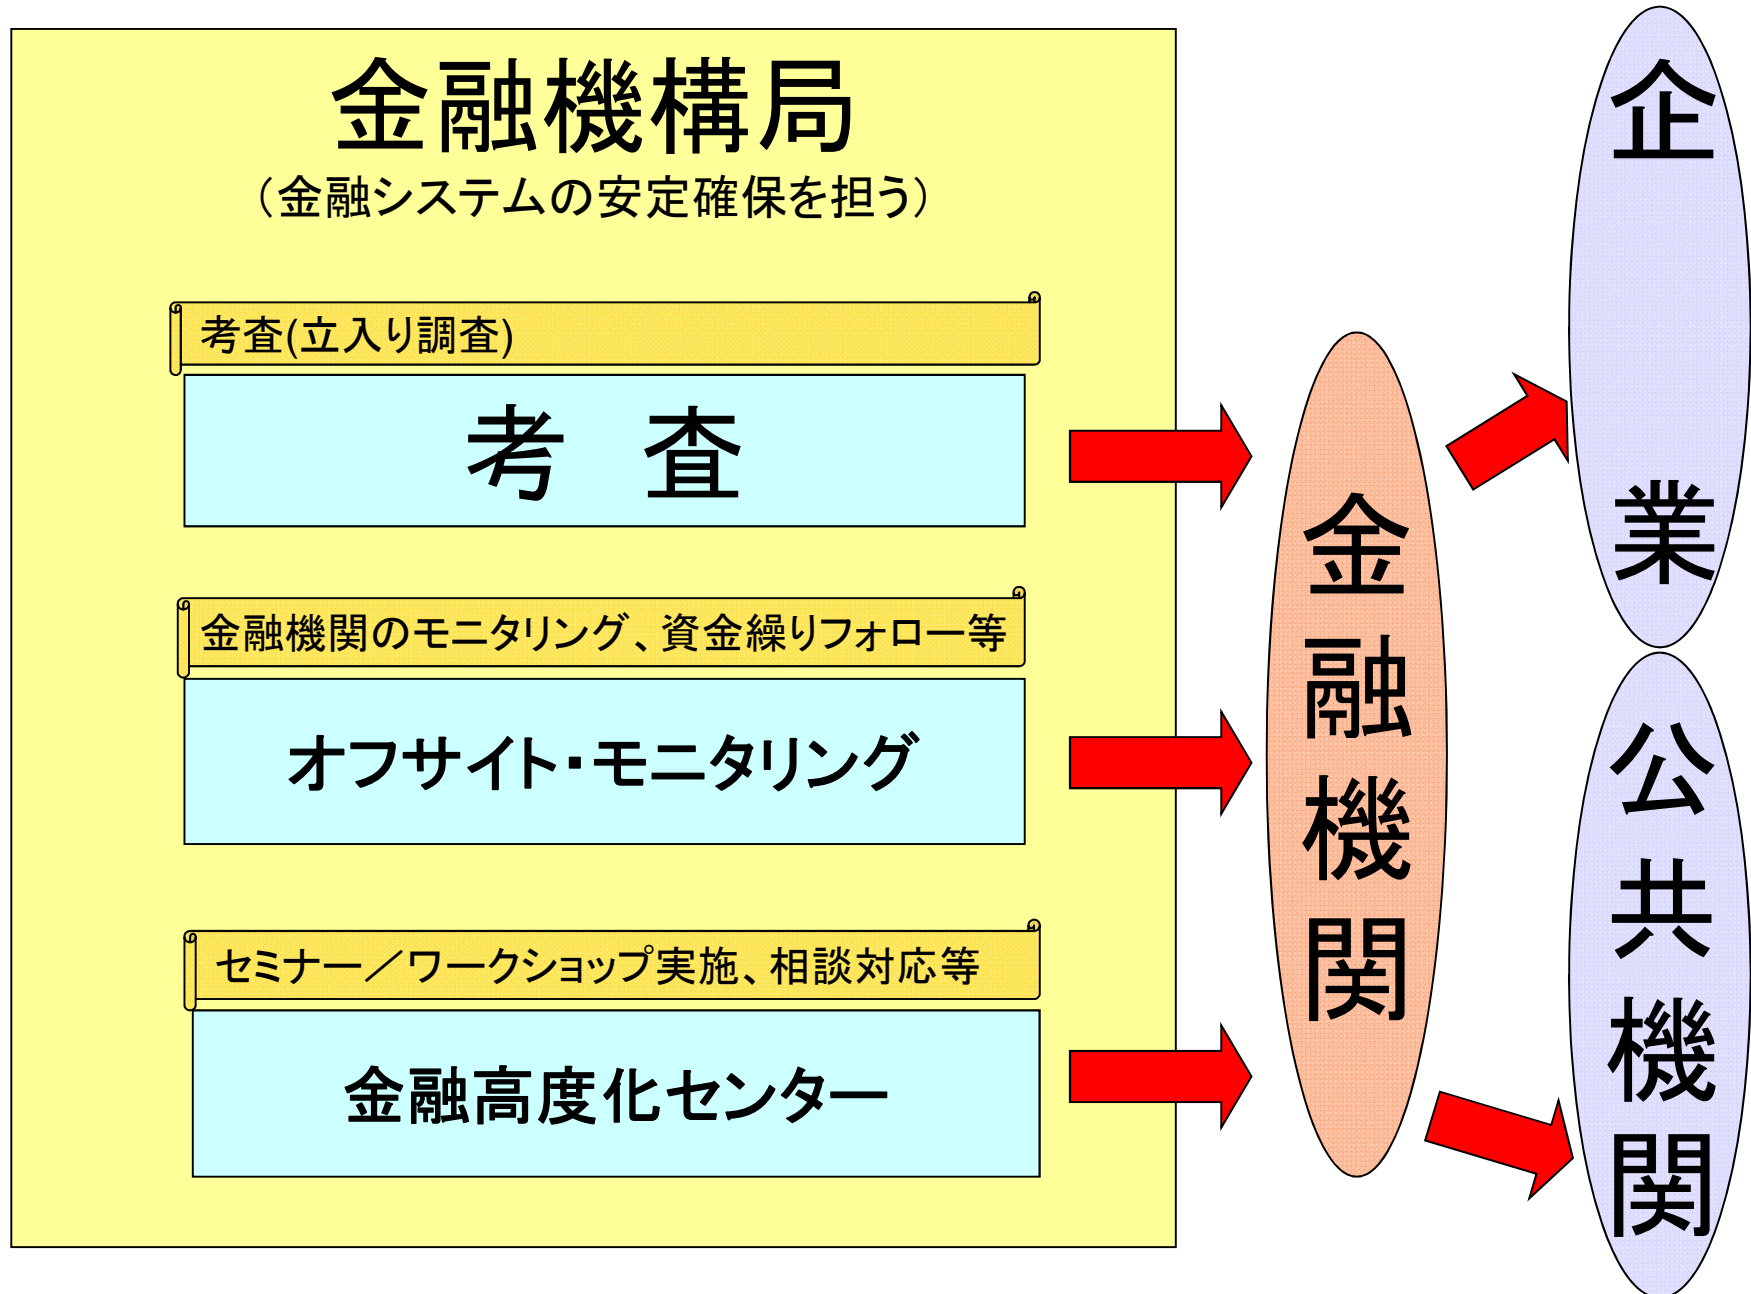 金融機構局
（金融システムの安定確保を担う）
考査(立入り調査)
考　査
金融機関のモニタリング、資金繰りフォロー等
オフサイト・モニタリング
セミナー／ワークショップ実施、相談対応等
金融高度化センター
金融機関
企業
公共機関